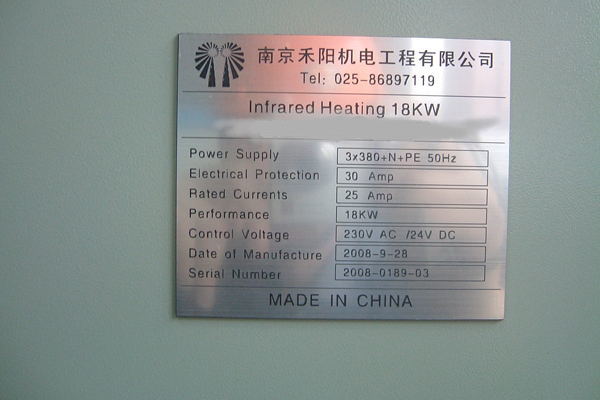 南京禾阳机电工程有限公司
Tel: 025-86897119
Infrared Heating 18KW
Power Supply 3x380+N+PE 50Hz
Electrical Protection 30 Amp
Rated Currents 25 Amp
Performance 18KW
Control Voltage 230V AC /24V DC
Date of Manufacture 2008-9-28
Serial Number 2008-0189-03
MADE IN CHINA